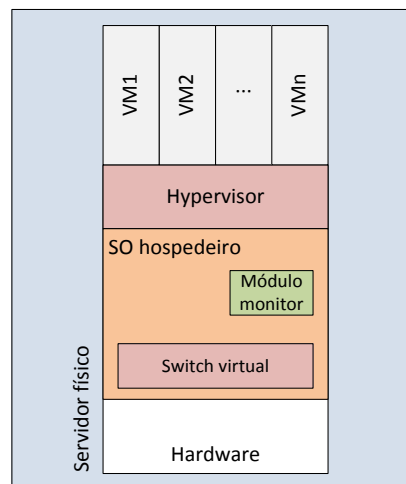 VM1
VM2
...
VMn
Hypervisor
SO hospedeiro
Módulo
monitor
Switch virtual
Servidor físico
Hardware